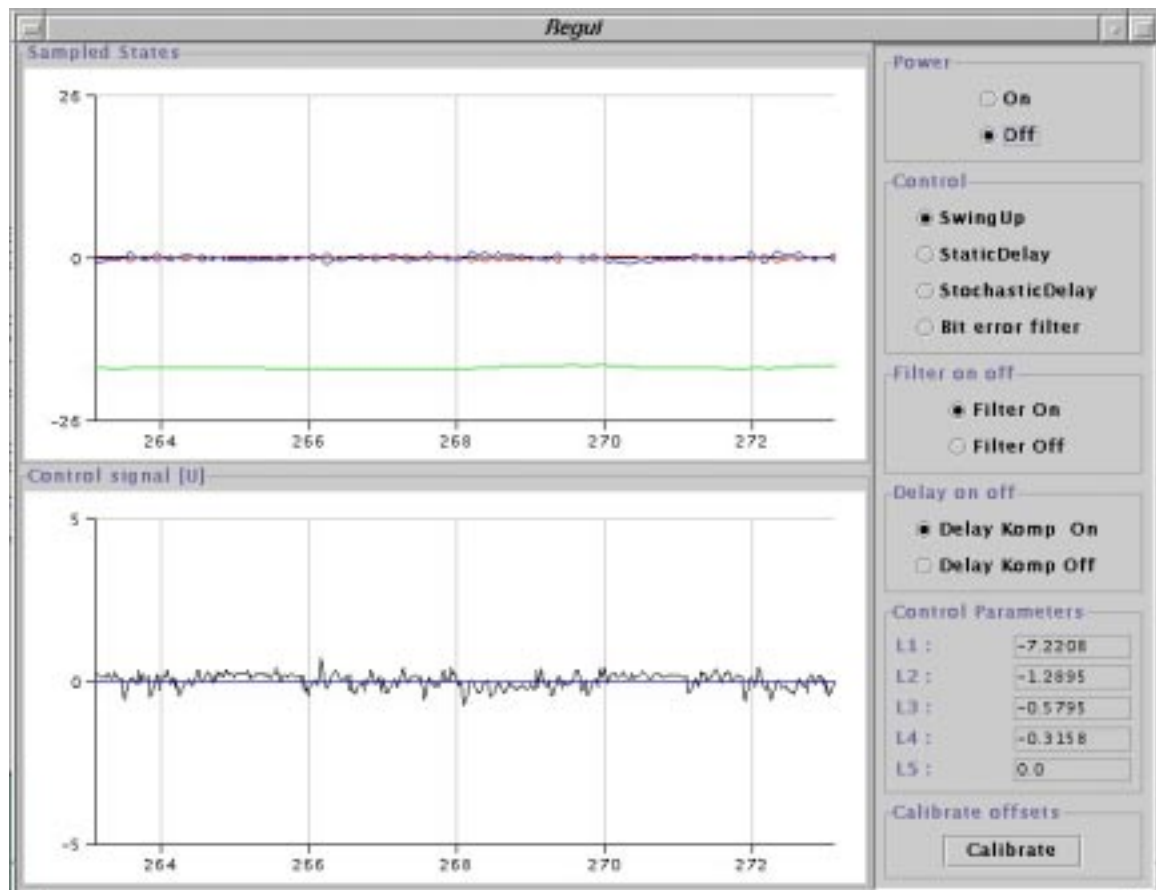 Regul
Sampled States
26
0
-26
264 266 268 270 272
Control signal [U]
5
0
-5
264 266 268 270 272
Power
On
Off
Control
SwingUp
StaticDelay
StochasticDelay
Bit error filter
Filter on off
Filter On
Filter Off
Delay on off
Delay Komp On
Delay Komp Off
Control Parameters
L1 : -7.2208
L2 : -1.2895
L3 : -0.5795
L4 : -0.3158
L5 : 0.0
Calibrate offsets
Calibrate